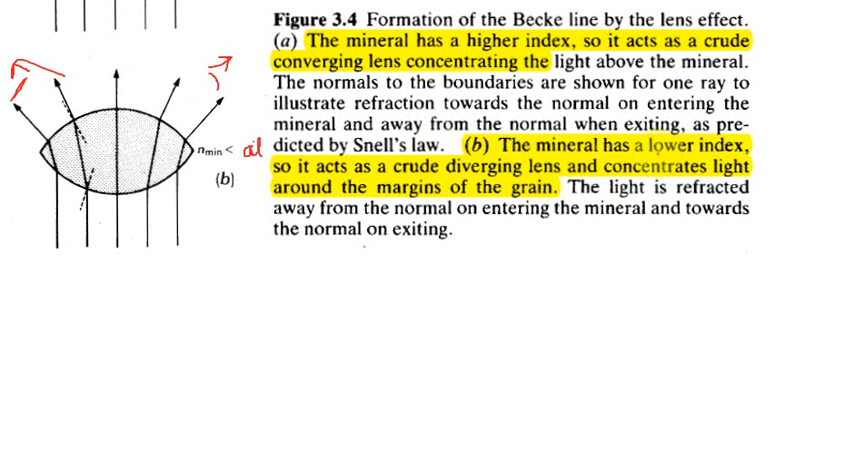 Figure 3.4 Formation of the Becke line by the lens effect.
(a) The mineral has a higher index, so it acts as a crude
converging lens concentrating the light above the mineral.
The normals to the boundaries are shown for one ray to
illustrate refraction towards the normal on entering the
mineral and away from the normal when exiting, as pre-
dicted by Snell's law. (b) The mineral has a lower index,
so it acts as a crude diverging lens and concentrates light
around the margins of the grain. The light is refracted
away from the normal on entering the mineral and towards
the normal on exiting.
nmin < oil
(b)